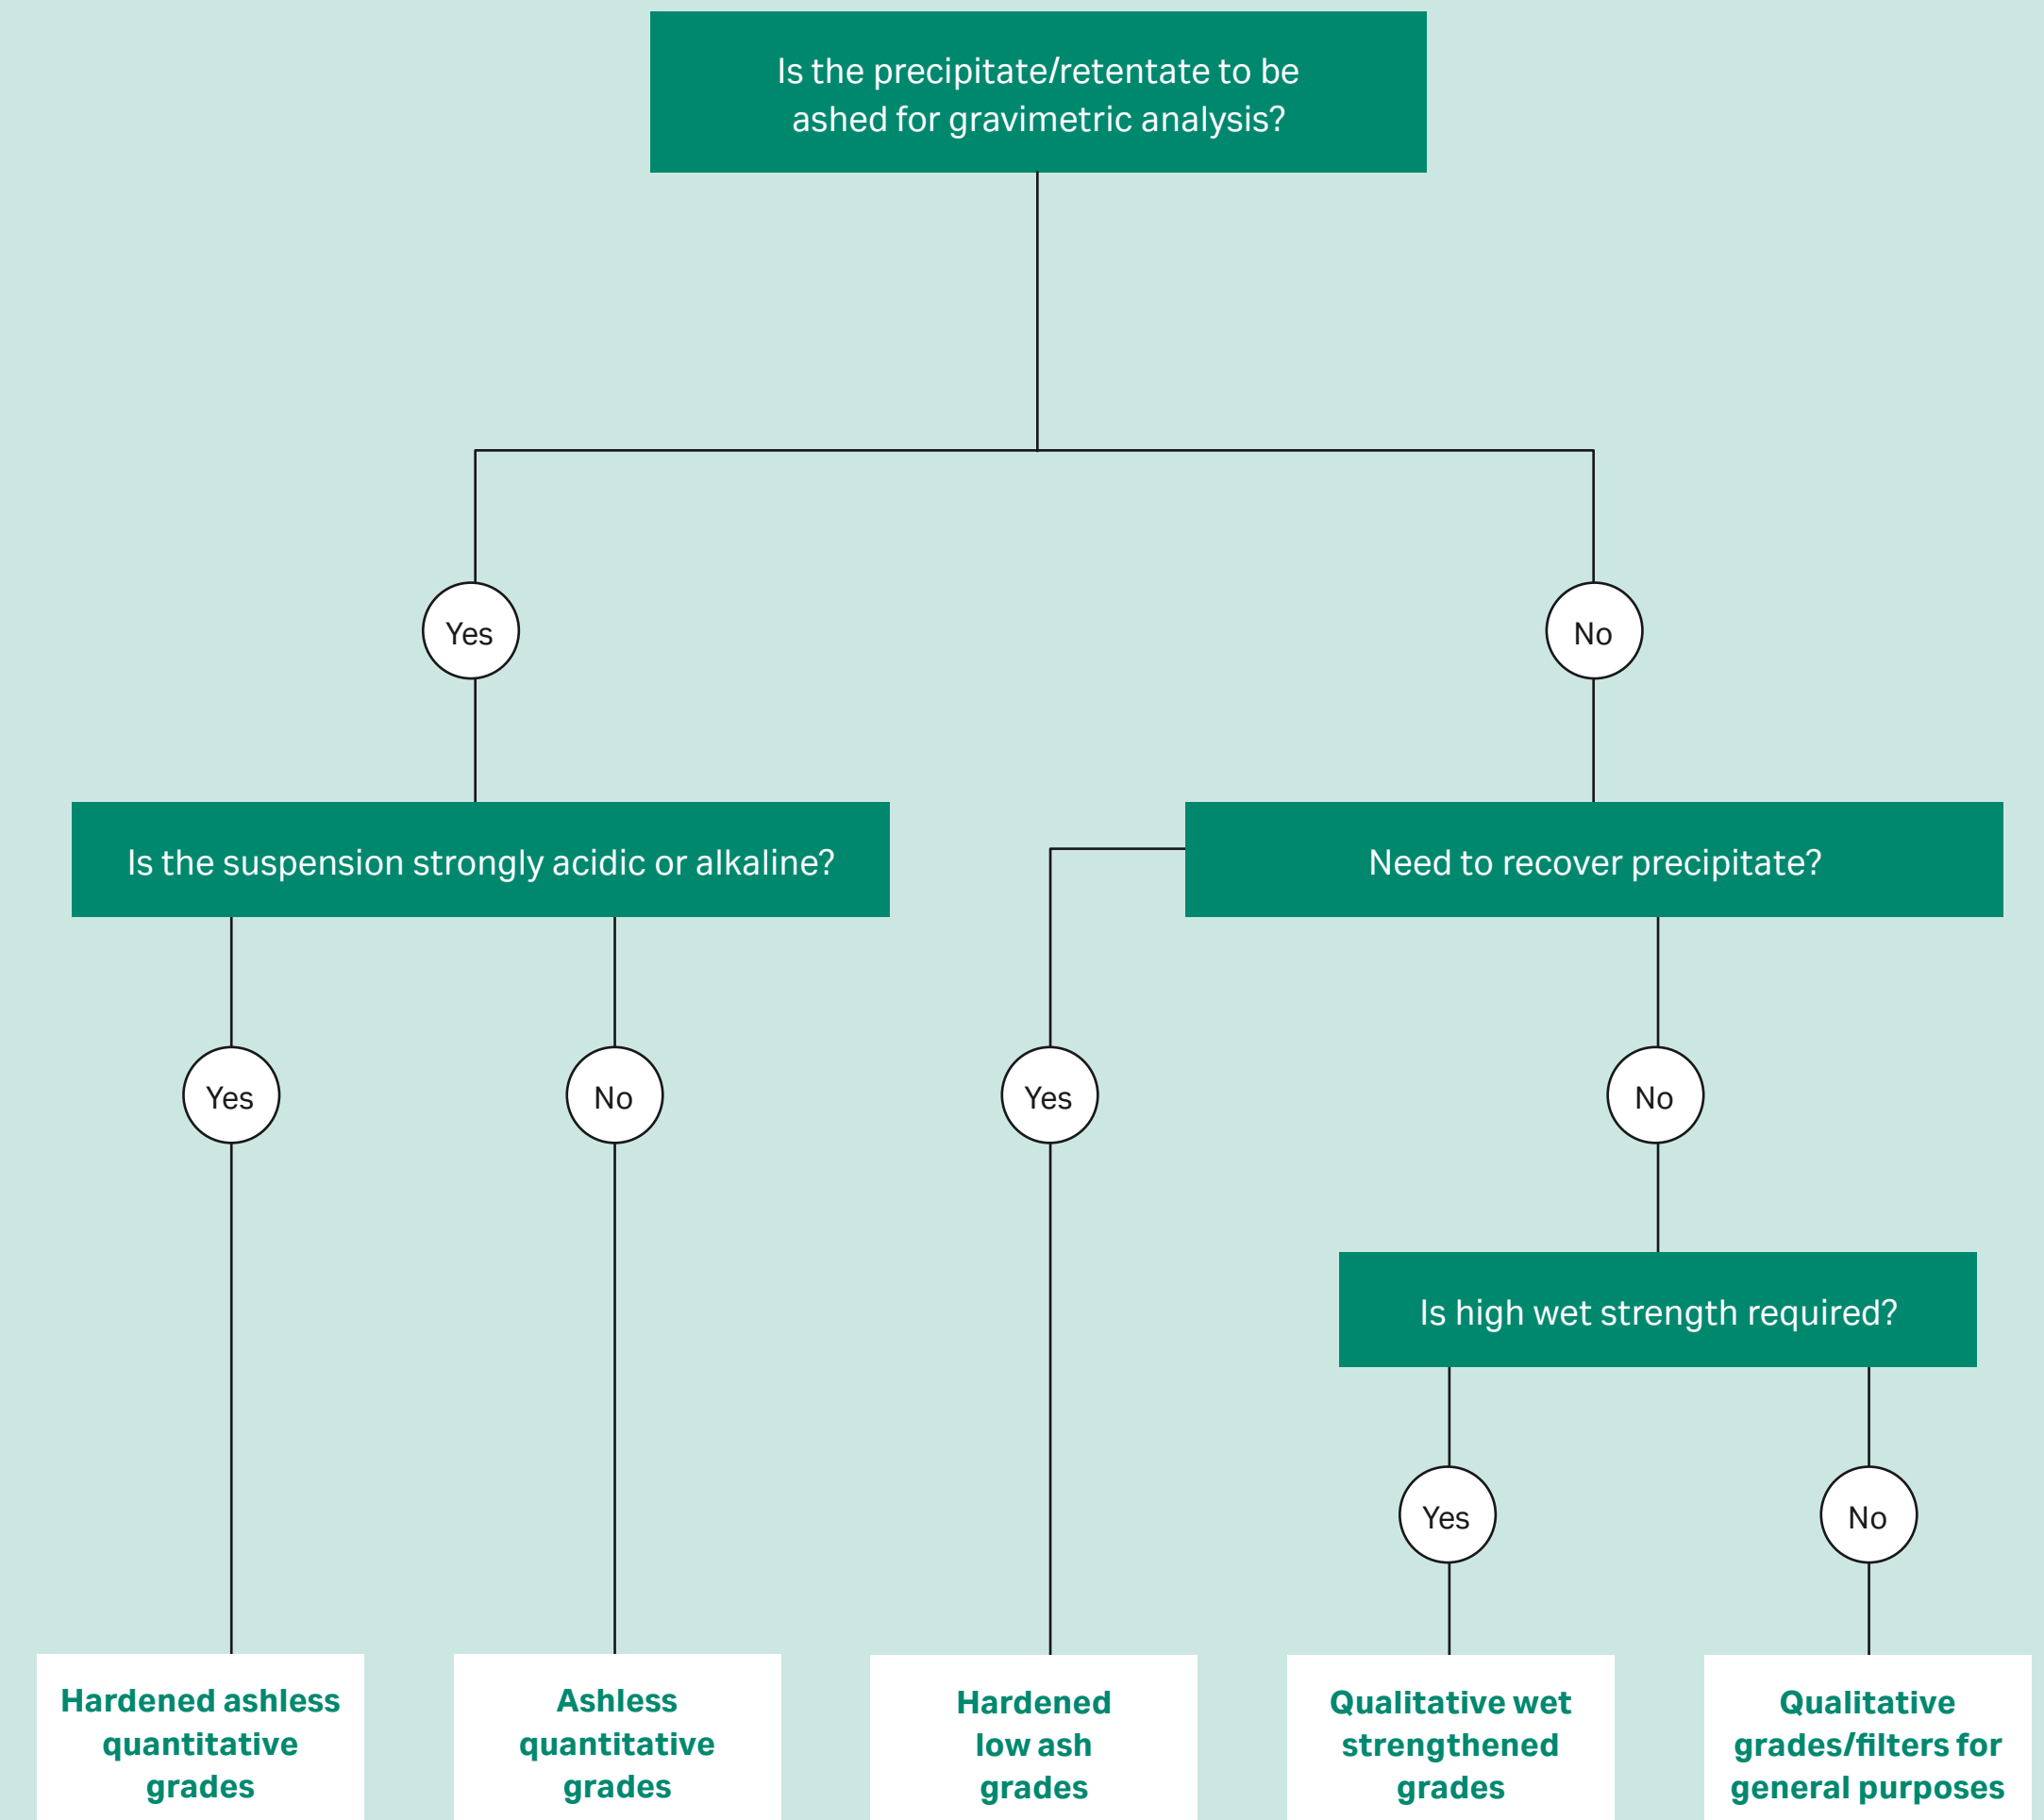 Is the precipitate/retentate to be
ashed for gravimetric analysis?
Yes
No
Is the suspension strongly acidic or alkaline?
Need to recover precipitate?
Yes
No
Yes
No
Is high wet strength required?
Yes
No
Hardened ashless
quantitative
grades
Ashless
quantitative
grades
Hardened
low ash
grades
Qualitative wet
strengthened
grades
Qualitative
grades/filters for
general purposes